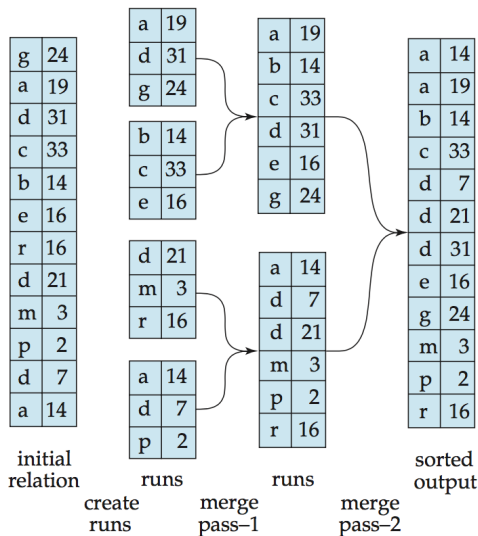 g 24
a 19
d 31
c 33
b 14
e 16
r 16
d 21
m 3
p 2
d 7
a 14
initial
relation
a 19
d 31
g 24
b 14
c 33
e 16
d 21
m 3
r 16
a 14
d 7
p 2
runs
create
runs
a 19
b 14
c 33
d 31
e 16
g 24
a 14
d 7
d 21
m 3
p 2
r 16
runs
merge
pass–1
a 14
a 19
b 14
c 33
d 7
d 21
d 31
e 16
g 24
m 3
p 2
r 16
sorted
output
merge
pass–2